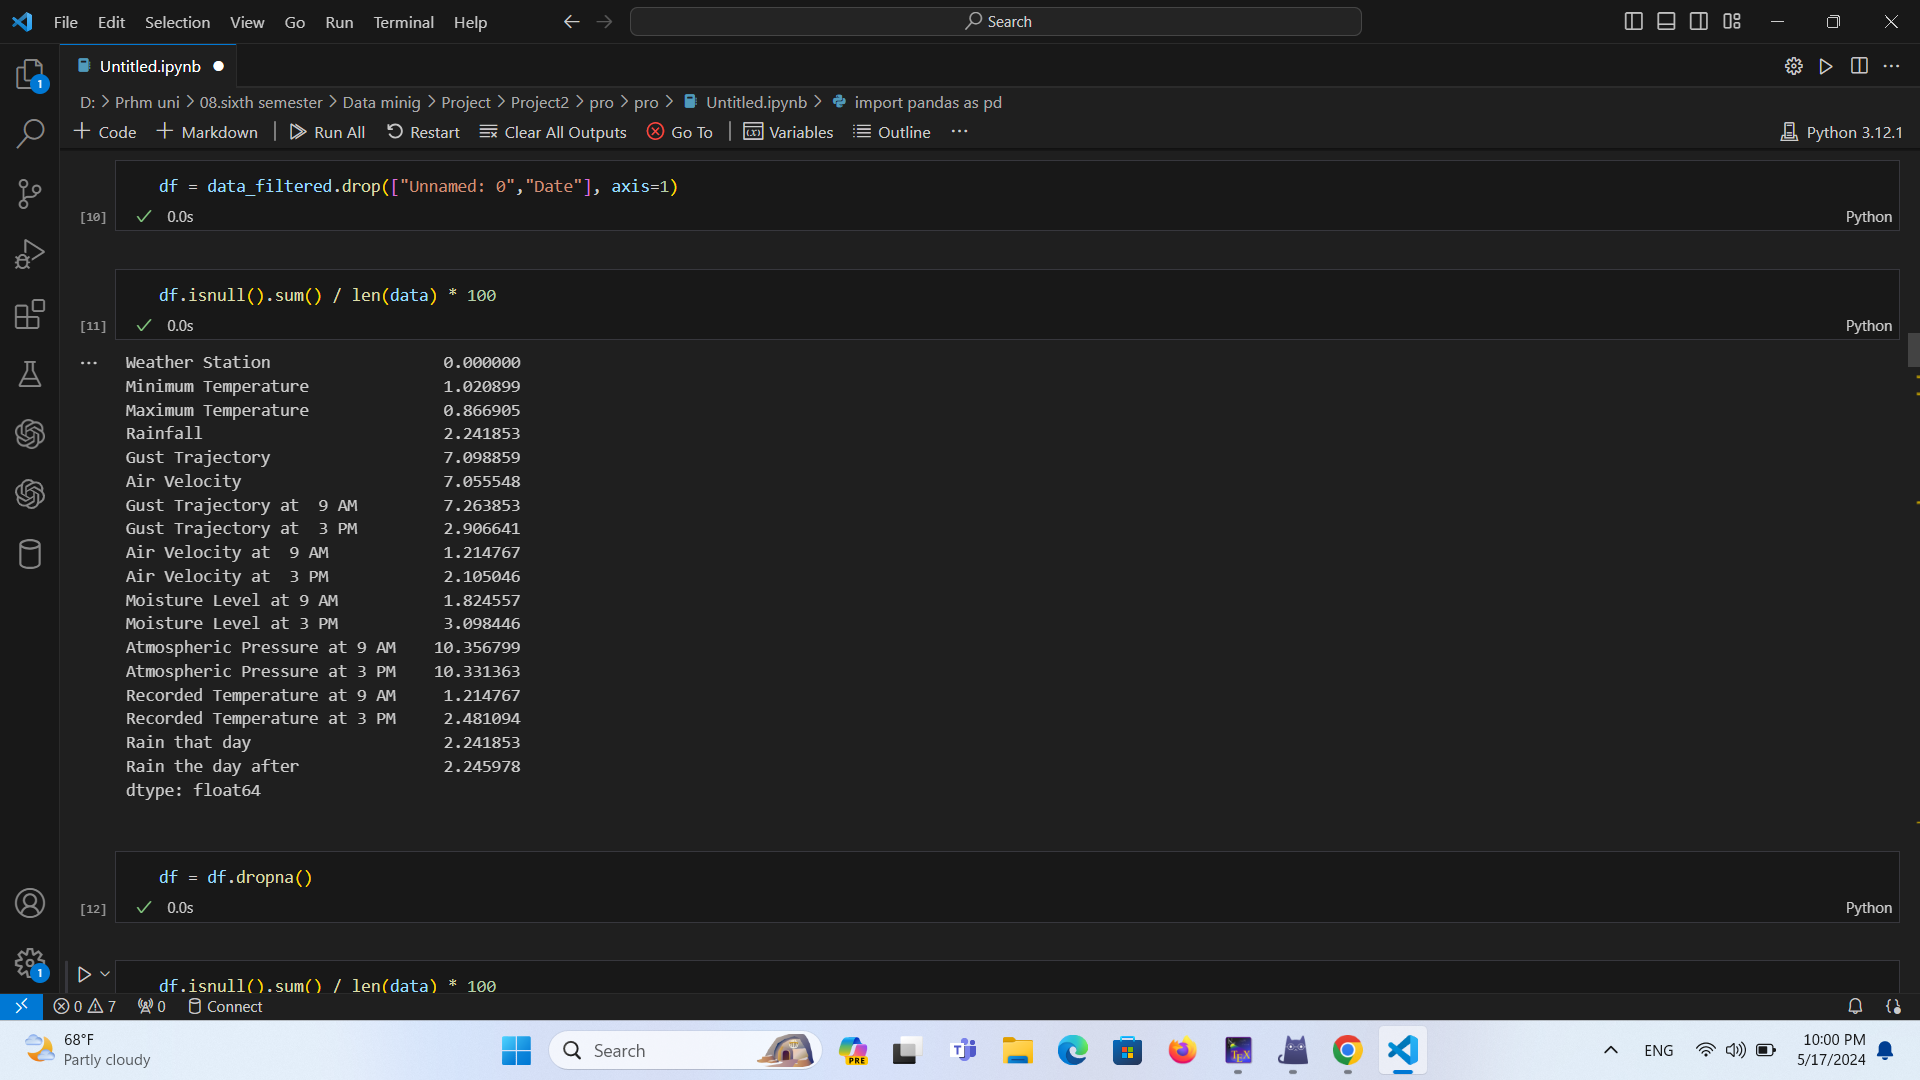 File Edit Selection View Go Run Terminal Help Search
Untitled.ipynb
D: > Prhm uni > 08.sixth semester > Data minig > Project > Project2 > pro > pro > Untitled.ipynb > import pandas as pd
Code Markdown Run All Restart Clear All Outputs Go To Variables Outline ... Python 3.12.1
df = data_filtered.drop(["Unnamed: 0","Date"], axis=1)
[10] 0.0s Python
df.isnull().sum() / len(data) * 100
[11] 0.0s Python
... Weather Station 0.000000
Minimum Temperature 1.020899
Maximum Temperature 0.866905
Rainfall 2.241853
Gust Trajectory 7.098859
Air Velocity 7.055548
Gust Trajectory at  9 AM 7.263853
Gust Trajectory at  3 PM 2.906641
Air Velocity at  9 AM 1.214767
Air Velocity at  3 PM 2.105046
Moisture Level at 9 AM 1.824557
Moisture Level at 3 PM 3.098446
Atmospheric Pressure at 9 AM 10.356799
Atmospheric Pressure at 3 PM 10.331363
Recorded Temperature at 9 AM 1.214767
Recorded Temperature at 3 PM 2.481094
Rain that day 2.241853
Rain the day after 2.245978
dtype: float64
df = df.dropna()
[12] 0.0s Python
df.isnull().sum() / len(data) * 100
0 7 0 Connect
68°F 10:00 PM
Search PRE ENG
Partly cloudy 5/17/2024